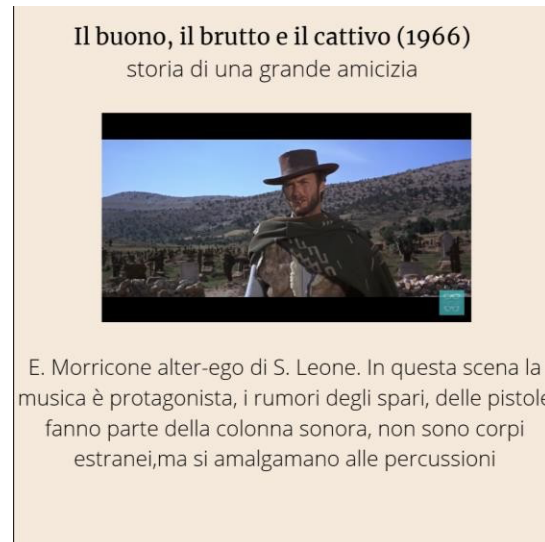 Il buono, il brutto e il cattivo (1966)
storia di una grande amicizia
E. Morricone alter-ego di S. Leone. In questa scena la
musica è protagonista, i rumori degli spari, delle pistole
fanno parte della colonna sonora, non sono corpi
estranei,ma si amalgamano alle percussioni